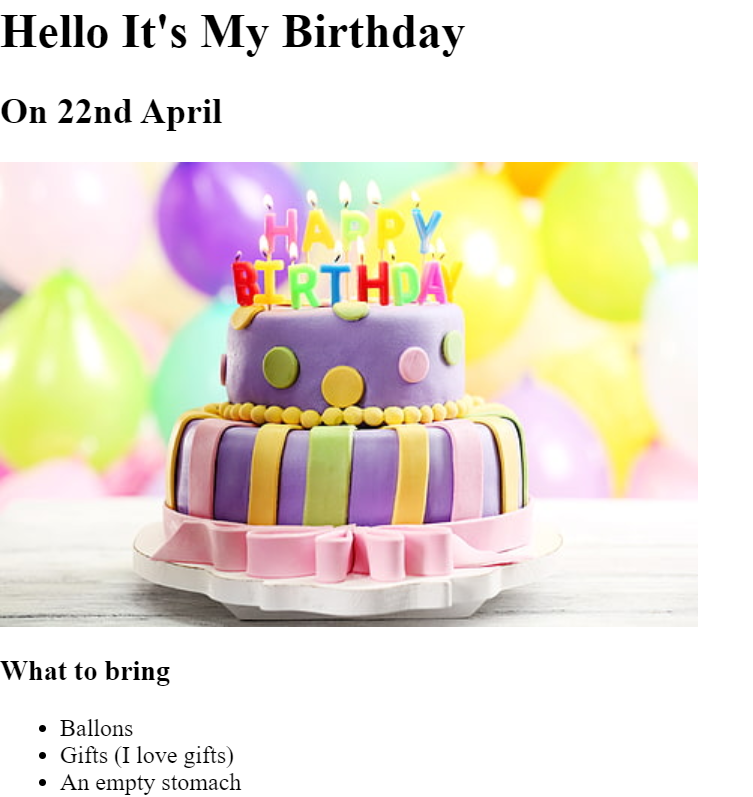 Hello It's My Birthday
On 22nd April
HAPPY
BIRTHDAY
What to bring
Ballons
Gifts (I love gifts)
An empty stomach